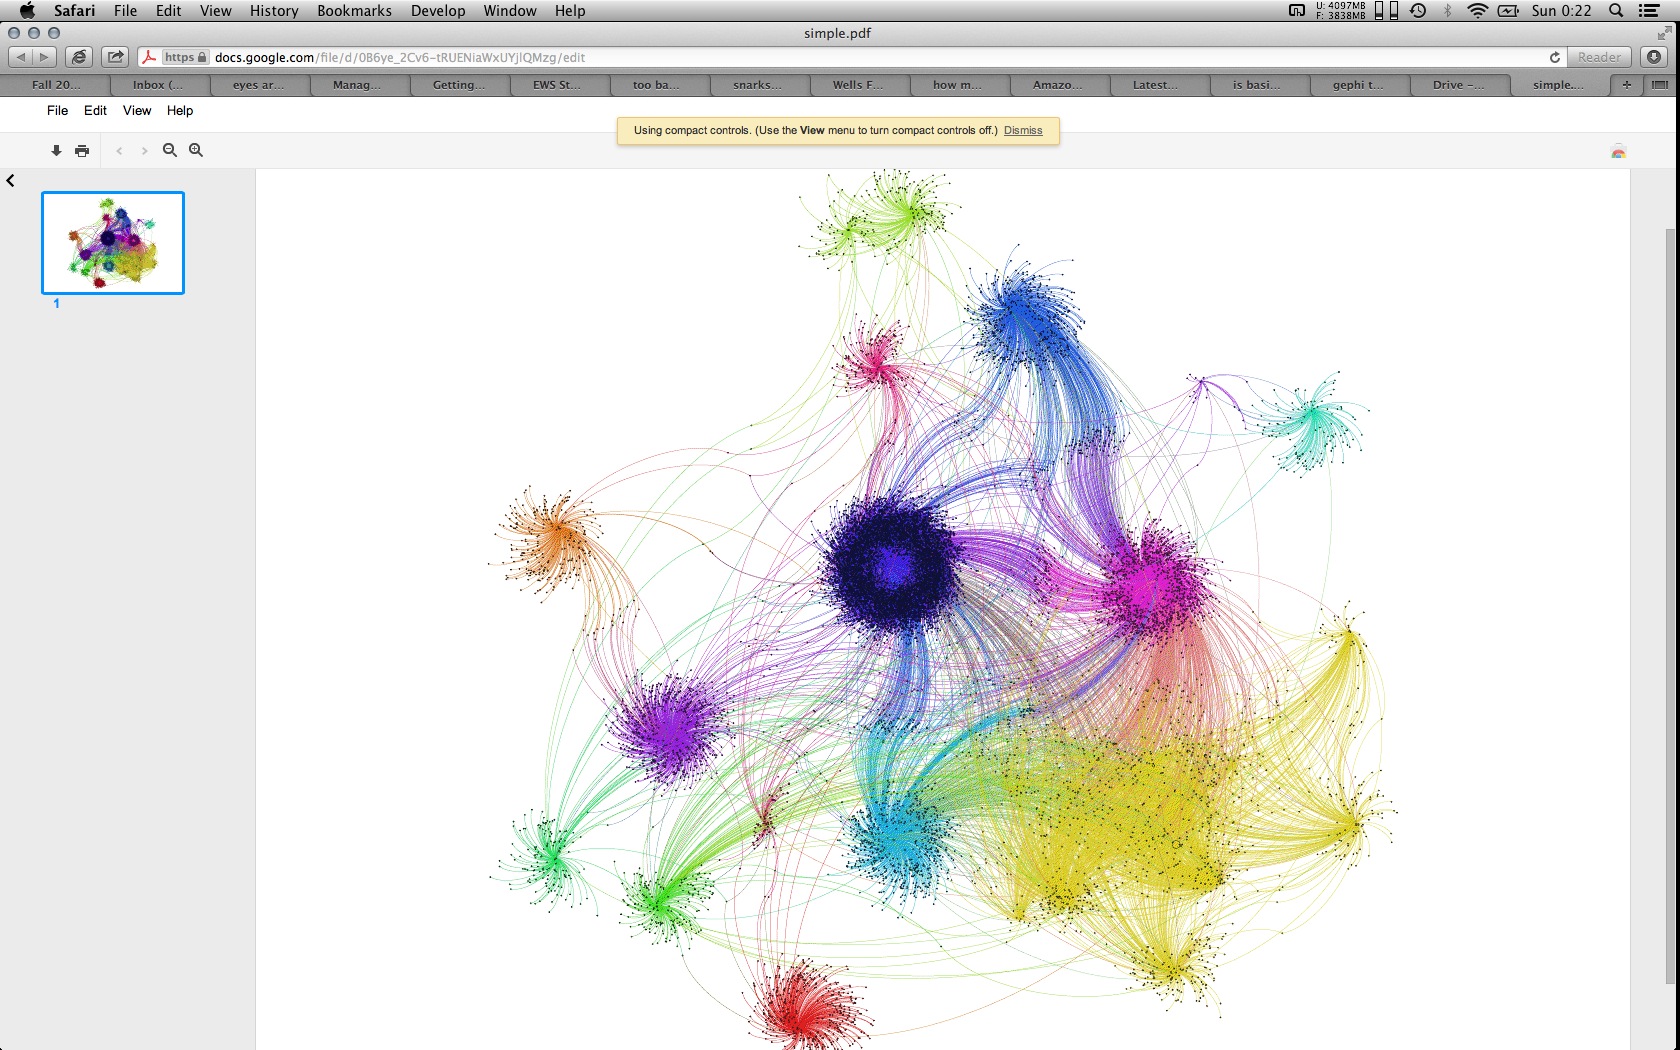 Safari File Edit View History Bookmarks Develop Window Help U: 4097MB F: 3838MB Sun 0:22
simple.pdf
https docs.google.com/file/d/0B6ye_2Cv6-tRUENiaWxUYjlQMzg/edit Reader
Fall 20... Inbox (... eyes ar... Manag... Getting... EWS St... too ba... snarks... Wells F... how m... Amazo... Latest... is basi... gephi t... Drive –... simple....
File Edit View Help
Using compact controls. (Use the View menu to turn compact controls off.) Dismiss
1